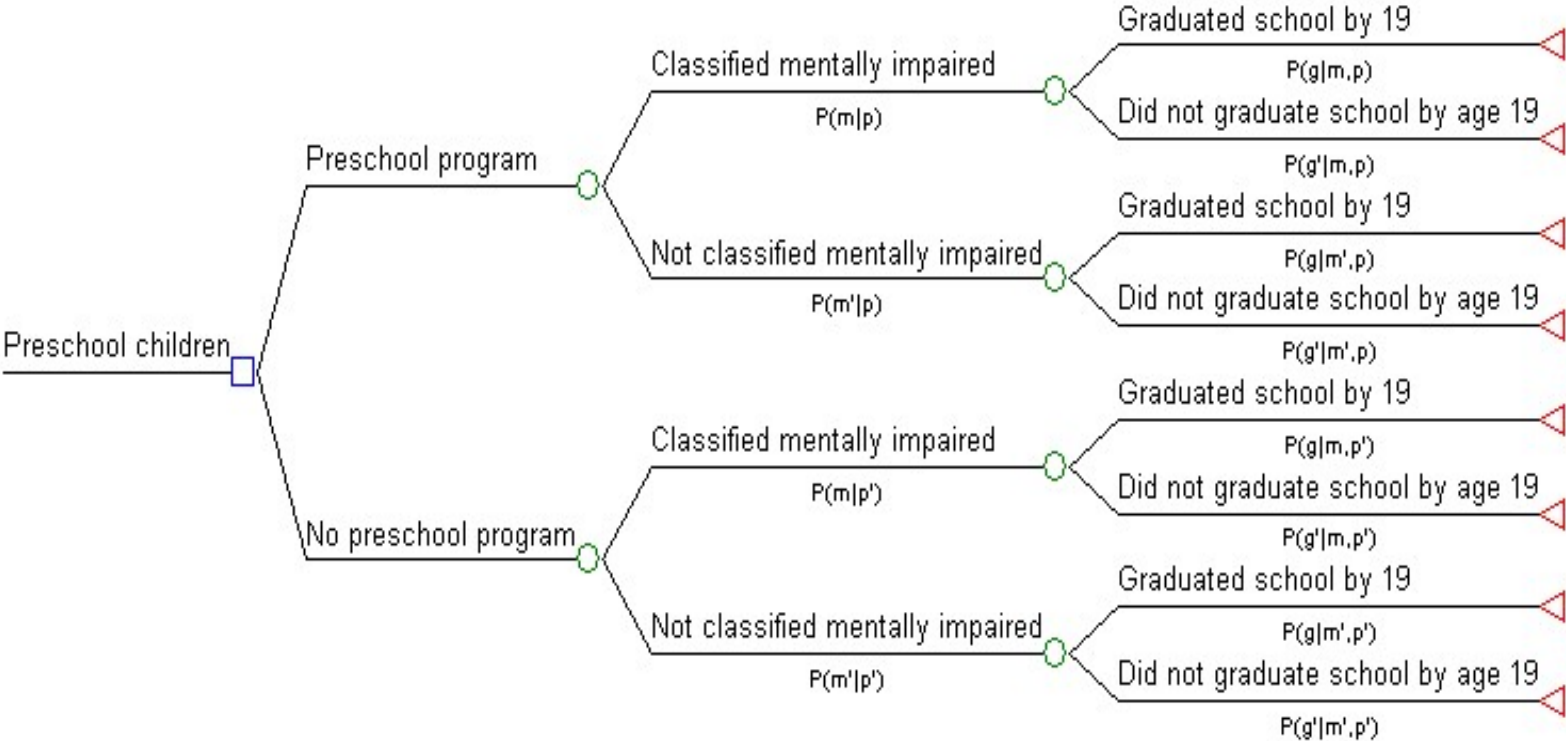 Graduated school by 19
Classified mentally impaired
P(g|m,p)
P(m|p)
Did not graduate school by age 19
Preschool program
P(g'|m,p)
Graduated school by 19
Not classified mentally impaired
P(g|m',p)
P(m'|p)
Did not graduate school by age 19
Preschool children
P(g'|m',p)
Graduated school by 19
Classified mentally impaired
P(g|m,p')
P(m|p')
Did not graduate school by age 19
No preschool program
P(g'|m,p')
Graduated school by 19
Not classified mentally impaired
P(g|m',p')
P(m'|p')
Did not graduate school by age 19
P(g'|m',p')